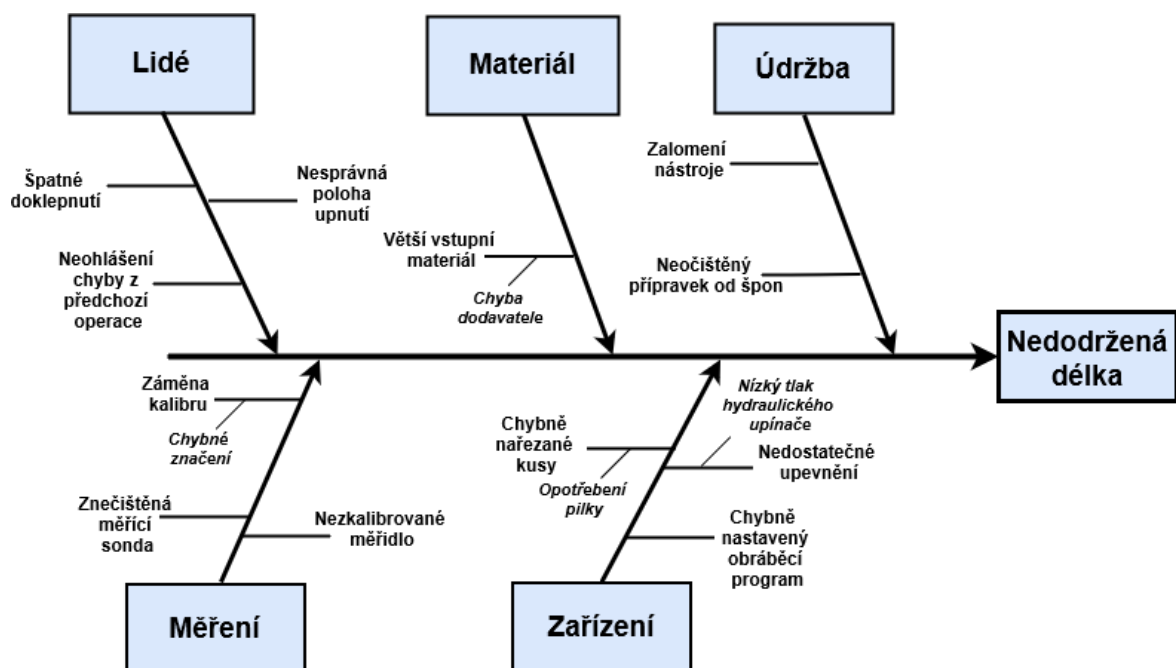 Lidé
Materiál
Údržba
Špatné
doklepnutí
Nesprávná
poloha
upnutí
Neohlášení
chyby z
předchozí
operace
Větší vstupní
materiál
Chyba
dodavatele
Zalomení
nástroje
Neočištěný
přípravek od špon
Nedodržená
délka
Záměna
kalibru
Chybné
značení
Znečištěná
měřící
sonda
Nezkalibrované
měřidlo
Chybně
nařezané
kusy
Opotřebení
pilky
Nízký tlak
hydraulického
upínače
Nedostatečné
upevnění
Chybně
nastavený
obráběcí
program
Měření
Zařízení